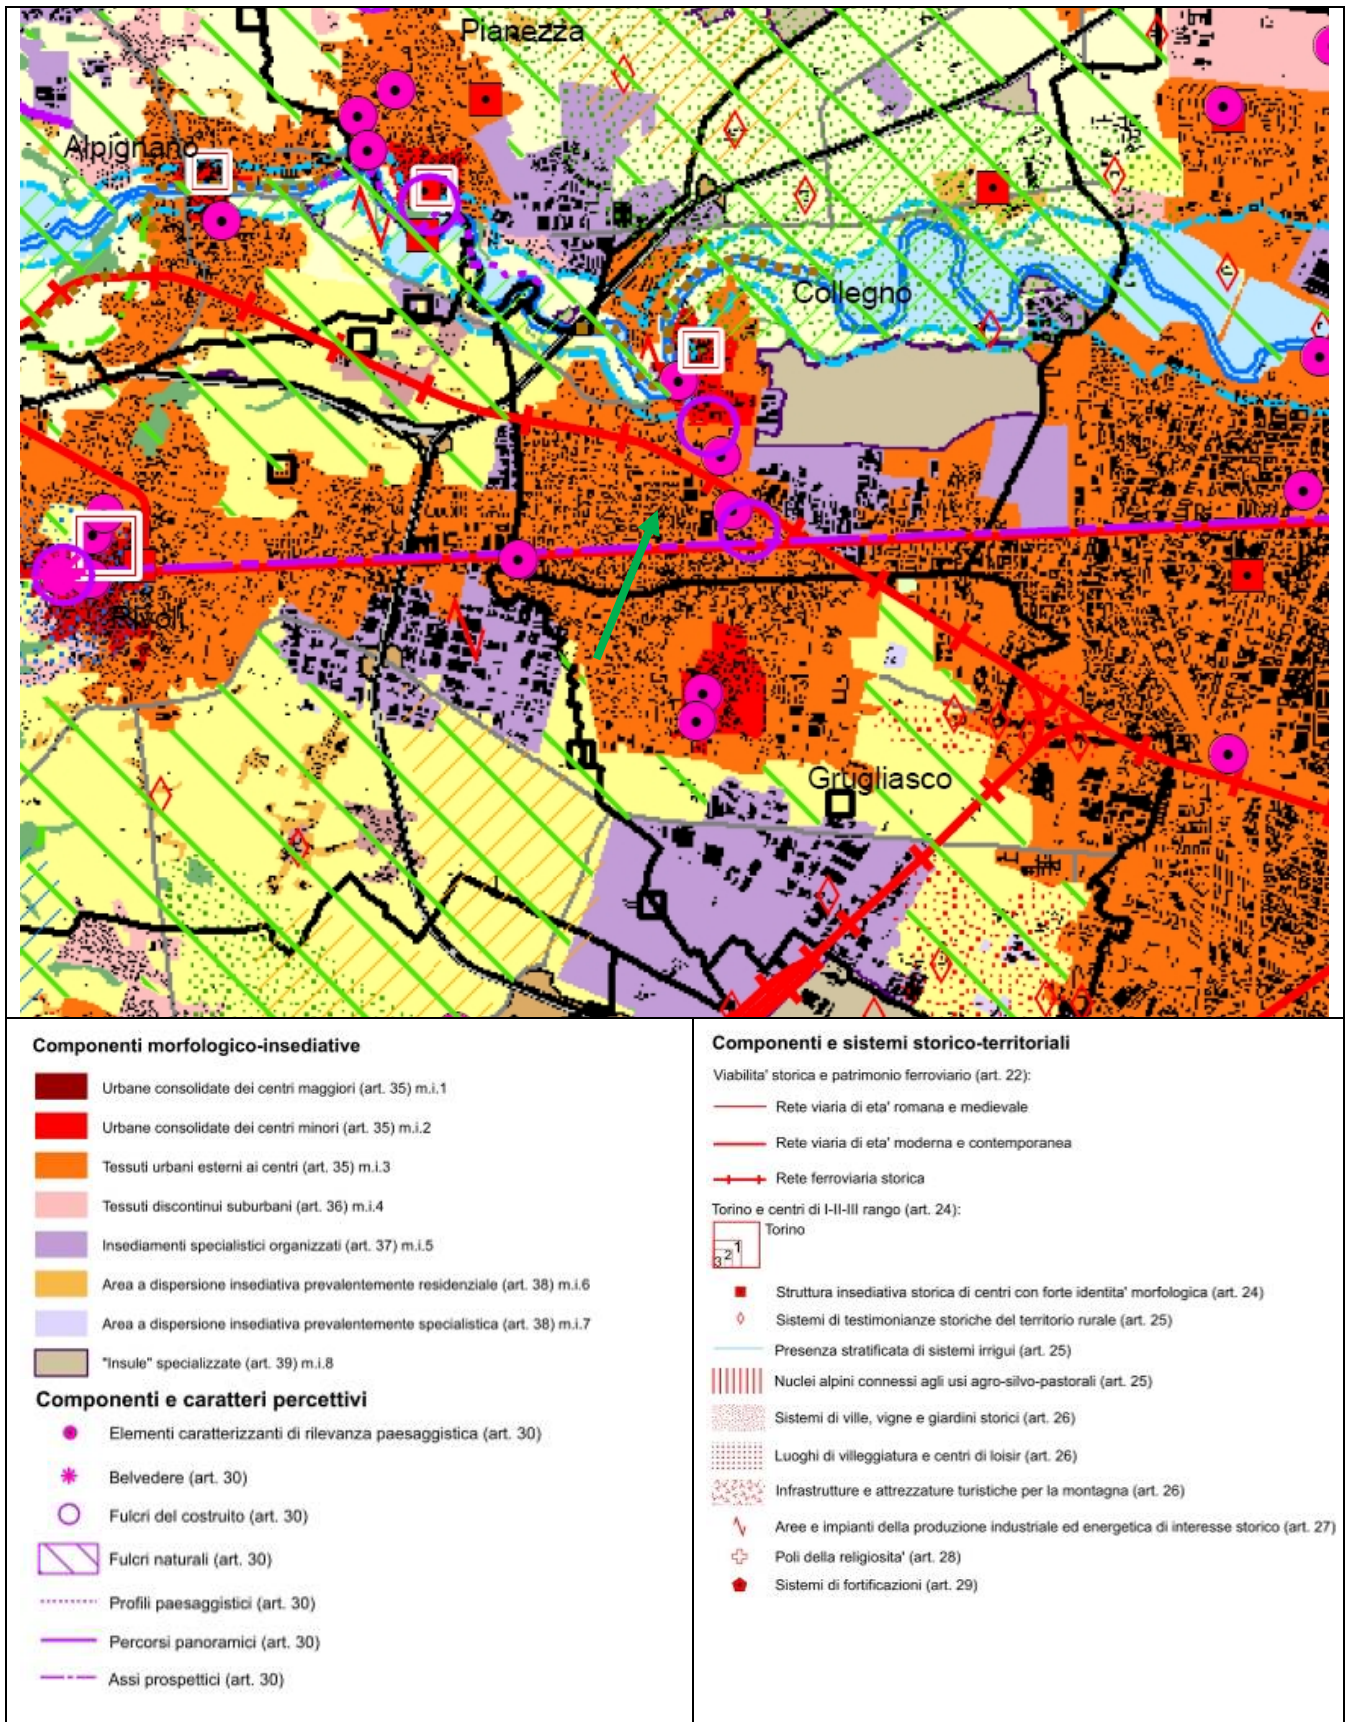 Pianezza
Alpignano
Collegno
Rivoli
Grugliasco
Componenti morfologico-insediative
Urbane consolidate dei centri maggiori (art. 35) m.i.1
Urbane consolidate dei centri minori (art. 35) m.i.2
Tessuti urbani esterni ai centri (art. 35) m.i.3
Tessuti discontinui suburbani (art. 36) m.i.4
Insediamenti specialistici organizzati (art. 37) m.i.5
Area a dispersione insediativa prevalentemente residenziale (art. 38) m.i.6
Area a dispersione insediativa prevalentemente specialistica (art. 38) m.i.7
"Insule" specializzate (art. 39) m.i.8
Componenti e caratteri percettivi
Elementi caratterizzanti di rilevanza paesaggistica (art. 30)
Belvedere (art. 30)
Fulcri del costruito (art. 30)
Fulcri naturali (art. 30)
Profili paesaggistici (art. 30)
Percorsi panoramici (art. 30)
Assi prospettici (art. 30)
Componenti e sistemi storico-territoriali
Viabilita' storica e patrimonio ferroviario (art. 22):
Rete viaria di eta' romana e medievale
Rete viaria di eta' moderna e contemporanea
Rete ferroviaria storica
Torino e centri di I-II-III rango (art. 24):
Torino
3 2 1
Struttura insediativa storica di centri con forte identita' morfologica (art. 24)
Sistemi di testimonianze storiche del territorio rurale (art. 25)
Presenza stratificata di sistemi irrigui (art. 25)
Nuclei alpini connessi agli usi agro-silvo-pastorali (art. 25)
Sistemi di ville, vigne e giardini storici (art. 26)
Luoghi di villeggiatura e centri di loisir (art. 26)
Infrastrutture e attrezzature turistiche per la montagna (art. 26)
Aree e impianti della produzione industriale ed energetica di interesse storico (art. 27)
Poli della religiosita' (art. 28)
Sistemi di fortificazioni (art. 29)